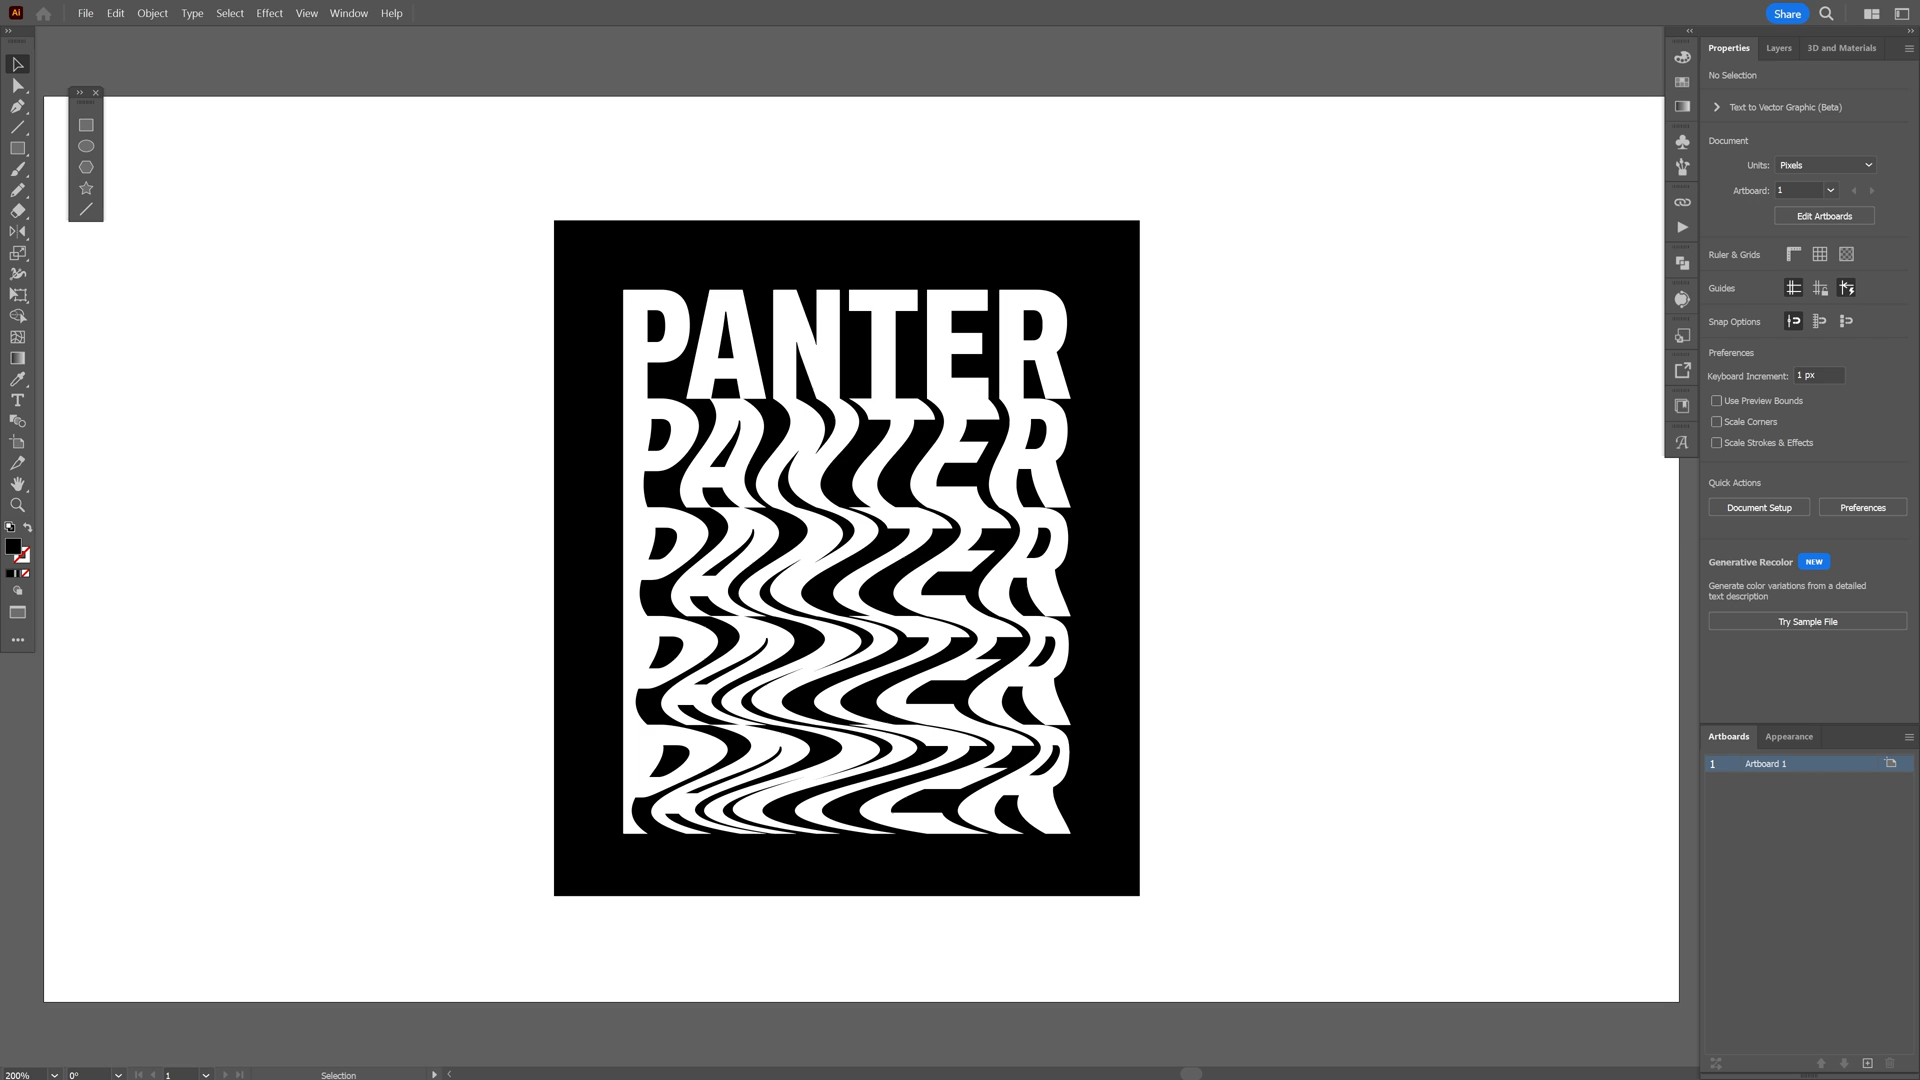 Ai File Edit Object Type Select Effect View Window Help Share
Properties Layers 3D and Materials
No Selection
Text to Vector Graphic (Beta)
Document
Units: Pixels
Artboard: 1
Edit Artboards
Ruler & Grids
Guides
Snap Options
Preferences
Keyboard Increment: 1 px
Use Preview Bounds
Scale Corners
Scale Strokes & Effects
Quick Actions
Document Setup Preferences
Generative Recolor NEW
Generate color variations from a detailed
text description
Try Sample File
Artboards Appearance
1 Artboard 1
PANTER
PANTER
PANTER
PANTER
PANTER
200% 0° 1 Selection